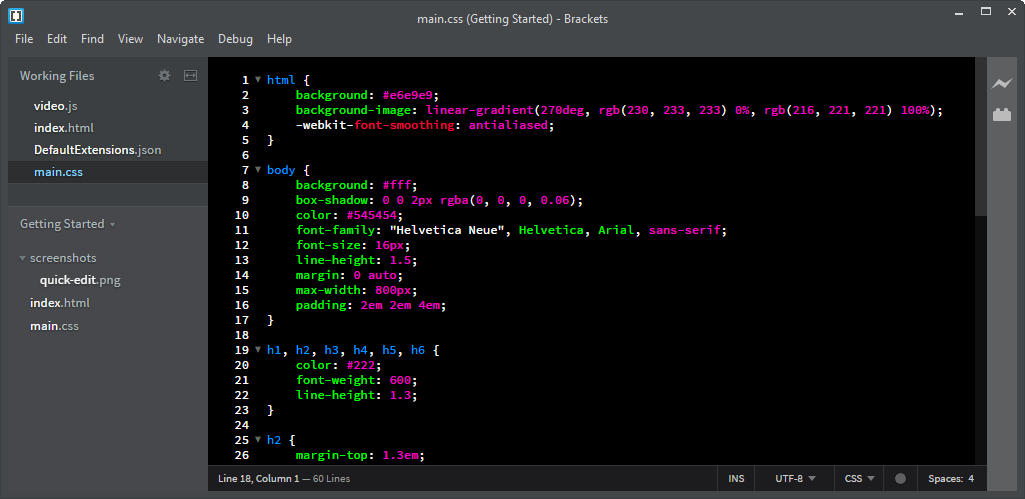 main.css (Getting Started) - Brackets
File Edit Find View Navigate Debug Help
Working Files
video.js
index.html
DefaultExtensions.json
main.css
Getting Started
screenshots
quick-edit.png
index.html
main.css
1 html {
2 background: #e6e9e9;
3 background-image: linear-gradient(270deg, rgb(230, 233, 233) 0%, rgb(216, 221, 221) 100%);
4 -webkit-font-smoothing: antialiased;
5 }
6
7 body {
8 background: #fff;
9 box-shadow: 0 0 2px rgba(0, 0, 0, 0.06);
10 color: #545454;
11 font-family: "Helvetica Neue", Helvetica, Arial, sans-serif;
12 font-size: 16px;
13 line-height: 1.5;
14 margin: 0 auto;
15 max-width: 800px;
16 padding: 2em 2em 4em;
17 }
18
19 h1, h2, h3, h4, h5, h6 {
20 color: #222;
21 font-weight: 600;
22 line-height: 1.3;
23 }
24
25 h2 {
26 margin-top: 1.3em;
Line 18, Column 1 — 60 Lines INS UTF-8 CSS Spaces: 4